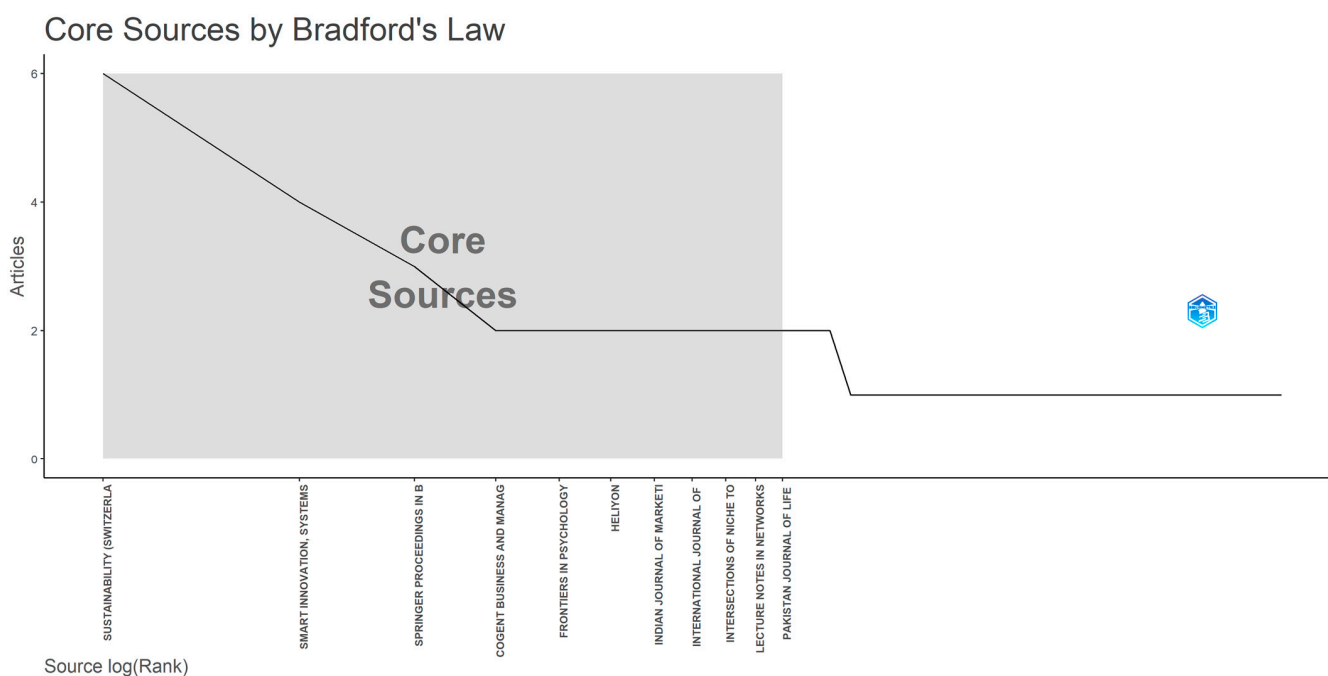 Core Sources by Bradford's Law
Articles
6
4
2
0
Core
Sources
SUSTAINABILITY (SWITZERLA
SMART INNOVATION, SYSTEMS
SPRINGER PROCEEDINGS IN B
COGENT BUSINESS AND MANAG
FRONTIERS IN PSYCHOLOGY
HELIYON
INDIAN JOURNAL OF MARKETI
INTERNATIONAL JOURNAL OF
INTERSECTIONS OF NICHE TO
LECTURE NOTES IN NETWORKS
PAKISTAN JOURNAL OF LIFE
Source log(Rank)